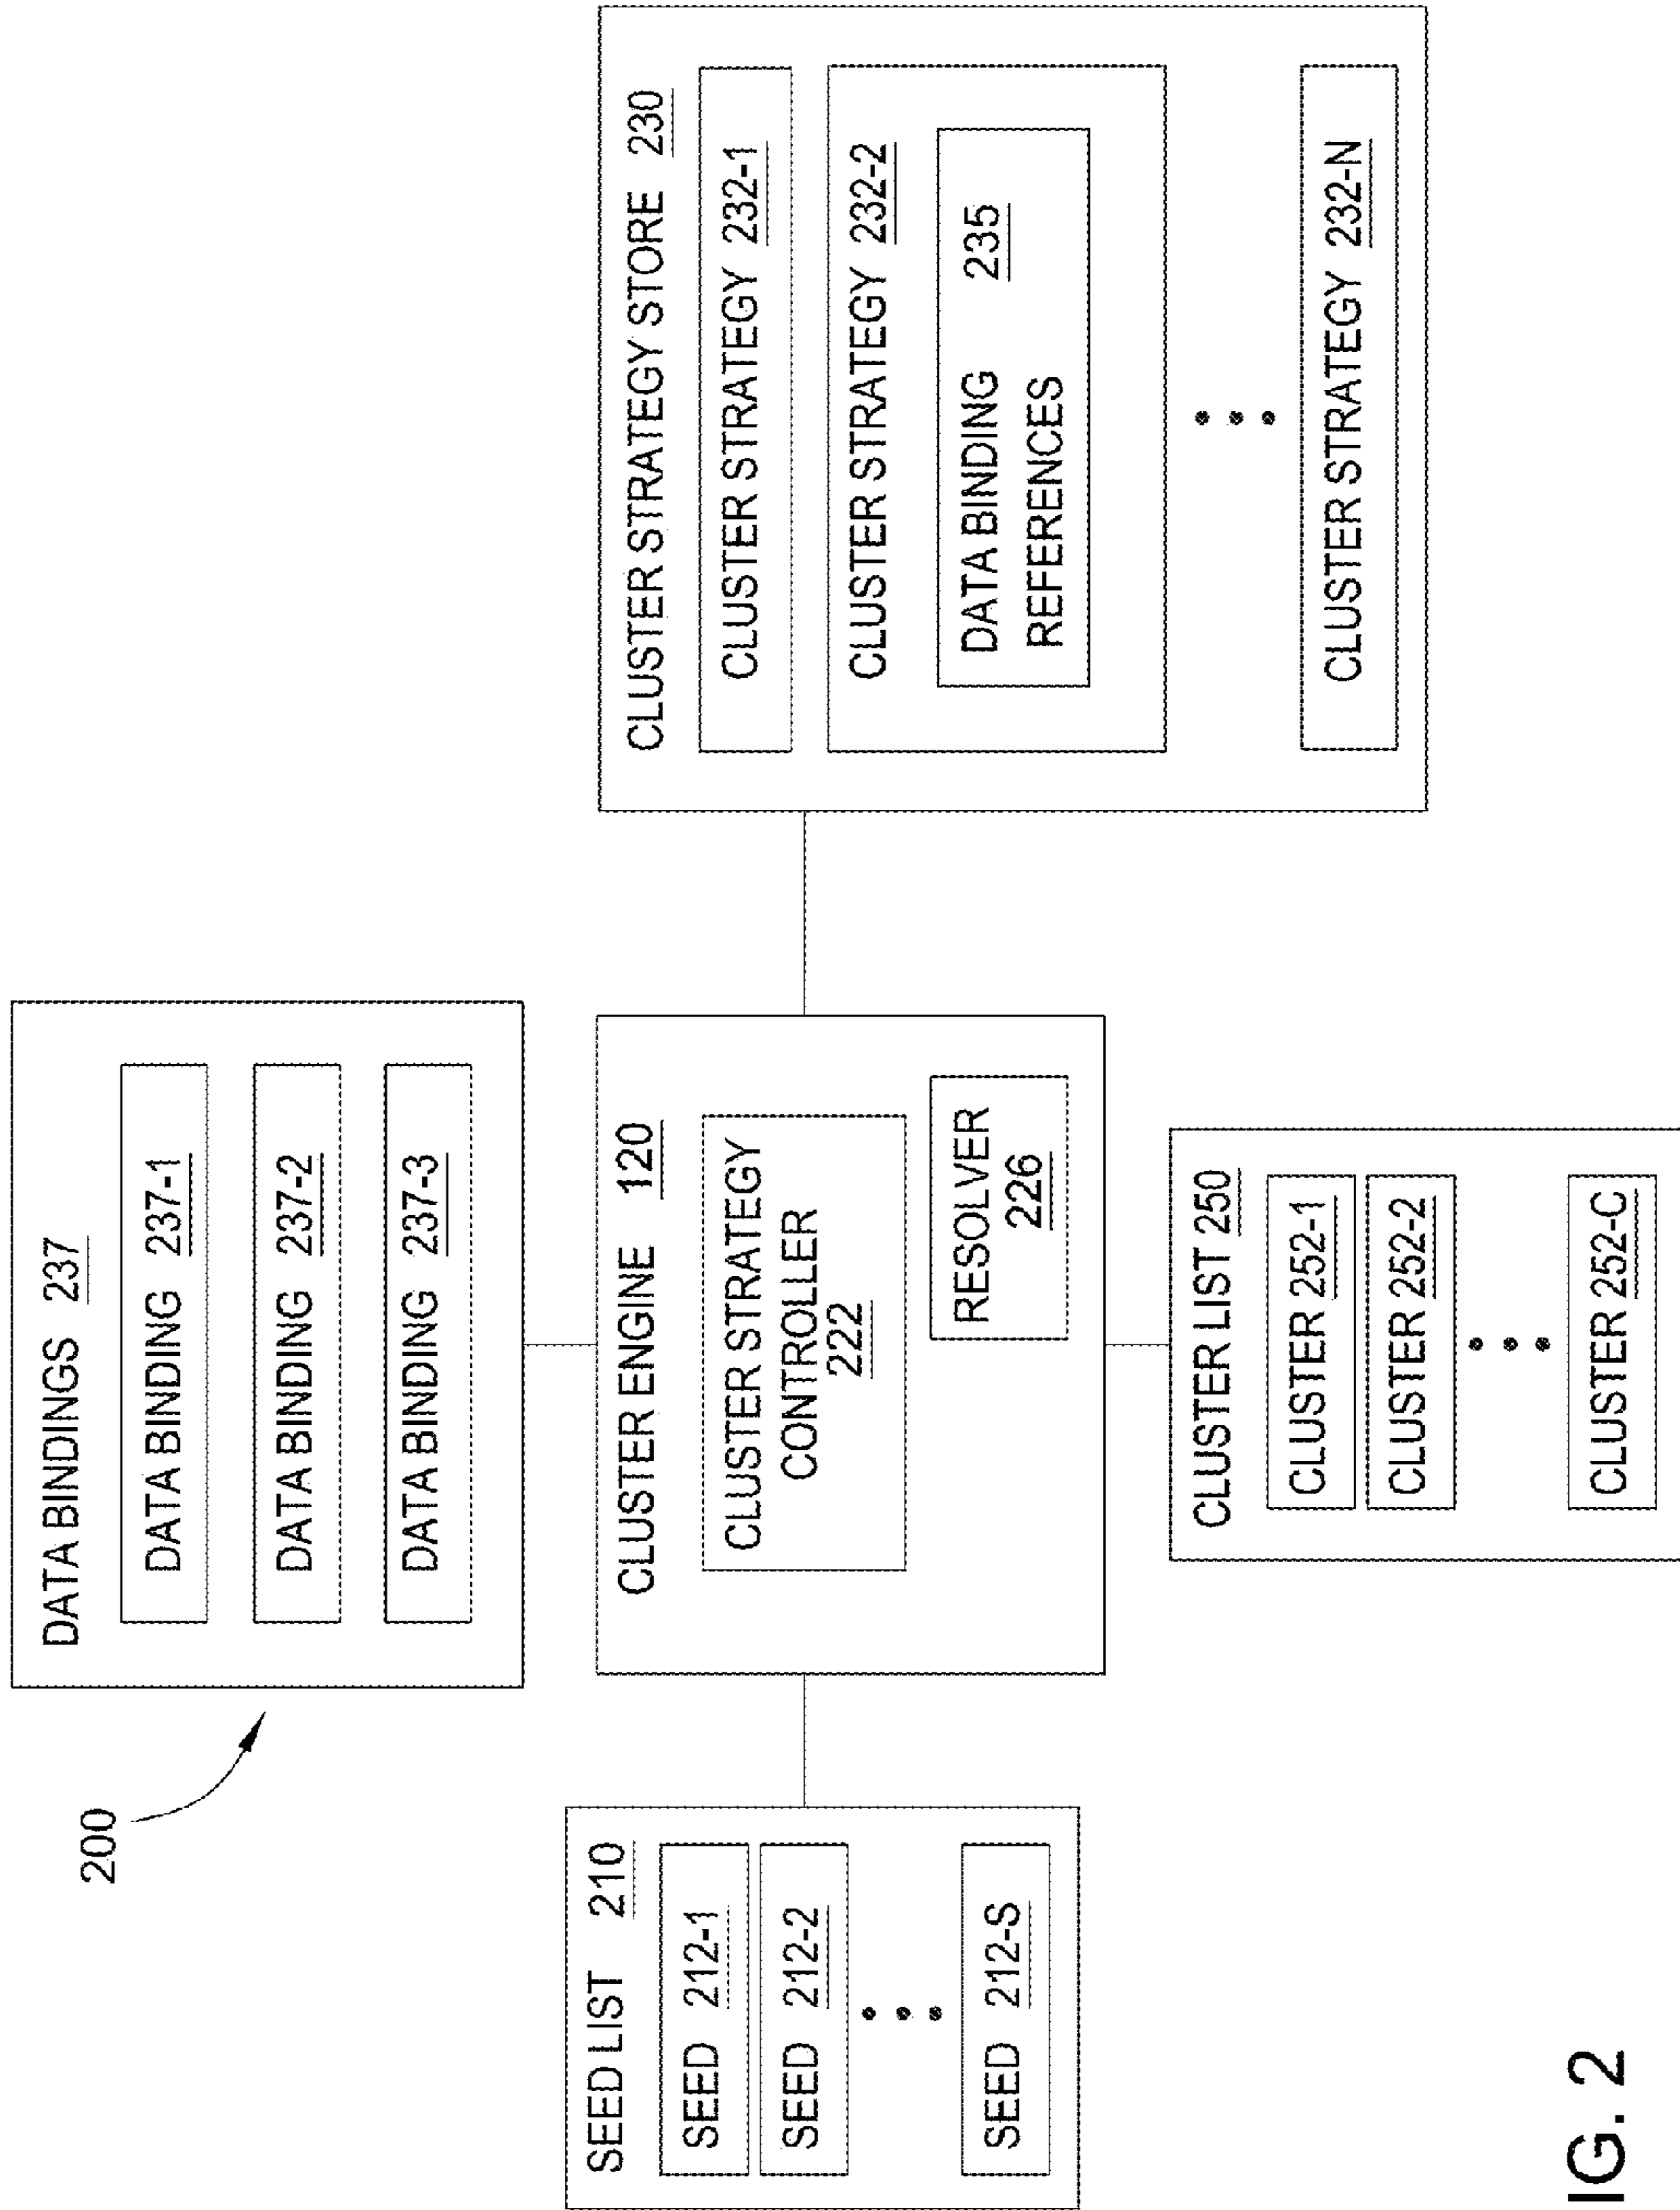 200
DATA BINDINGS 237
DATA BINDING 237-1
DATA BINDING 237-2
DATA BINDING 237-3
SEED LIST 210
SEED 212-1
SEED 212-2
SEED 212-S
CLUSTER ENGINE 120
CLUSTER STRATEGY
CONTROLLER
222
RESOLVER
226
CLUSTER STRATEGY STORE 230
CLUSTER STRATEGY 232-1
CLUSTER STRATEGY 232-2
DATA BINDING 235
REFERENCES
CLUSTER STRATEGY 232-N
CLUSTER LIST 250
CLUSTER 252-1
CLUSTER 252-2
CLUSTER 252-C
IG. 2